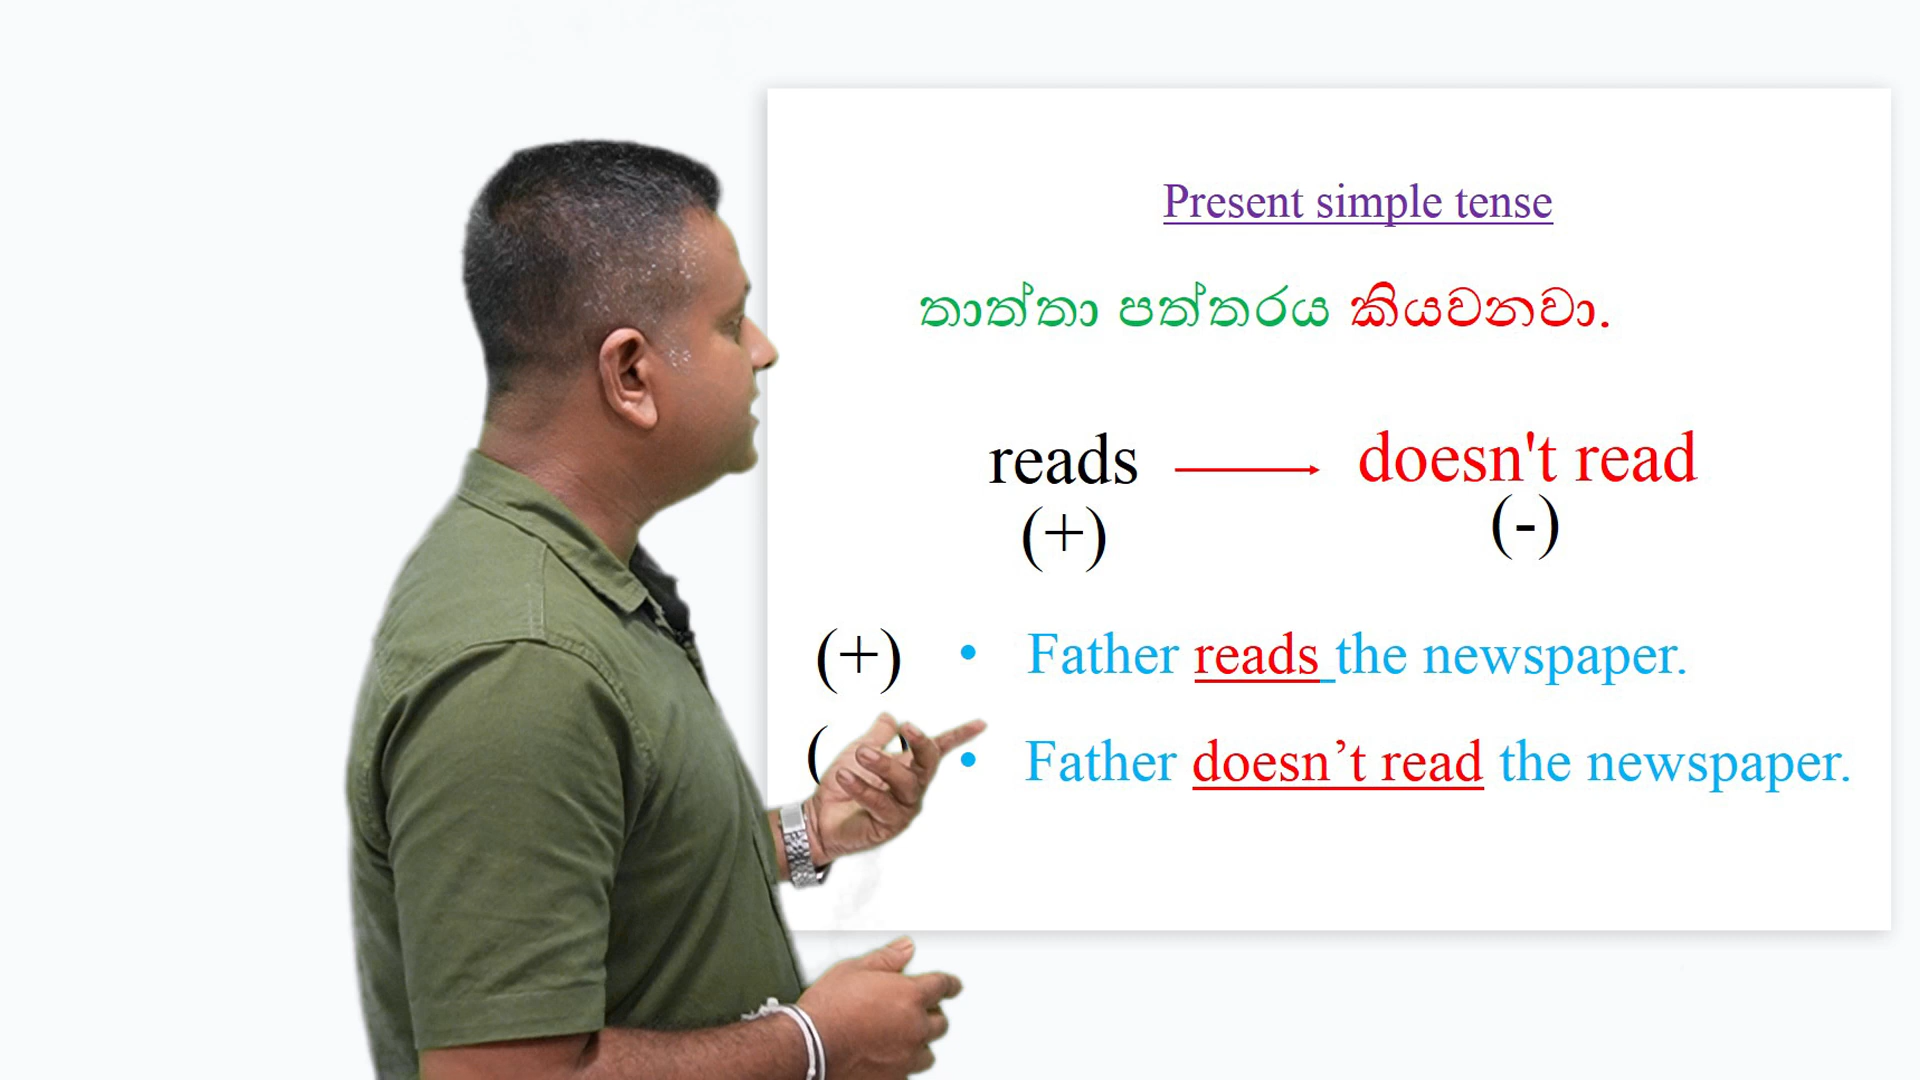 Present simple tense
තාත්තා පත්තරය කියවනවා.
reads → doesn't read
(+) (-)
(+) • Father reads the newspaper.
( ) • Father doesn’t read the newspaper.